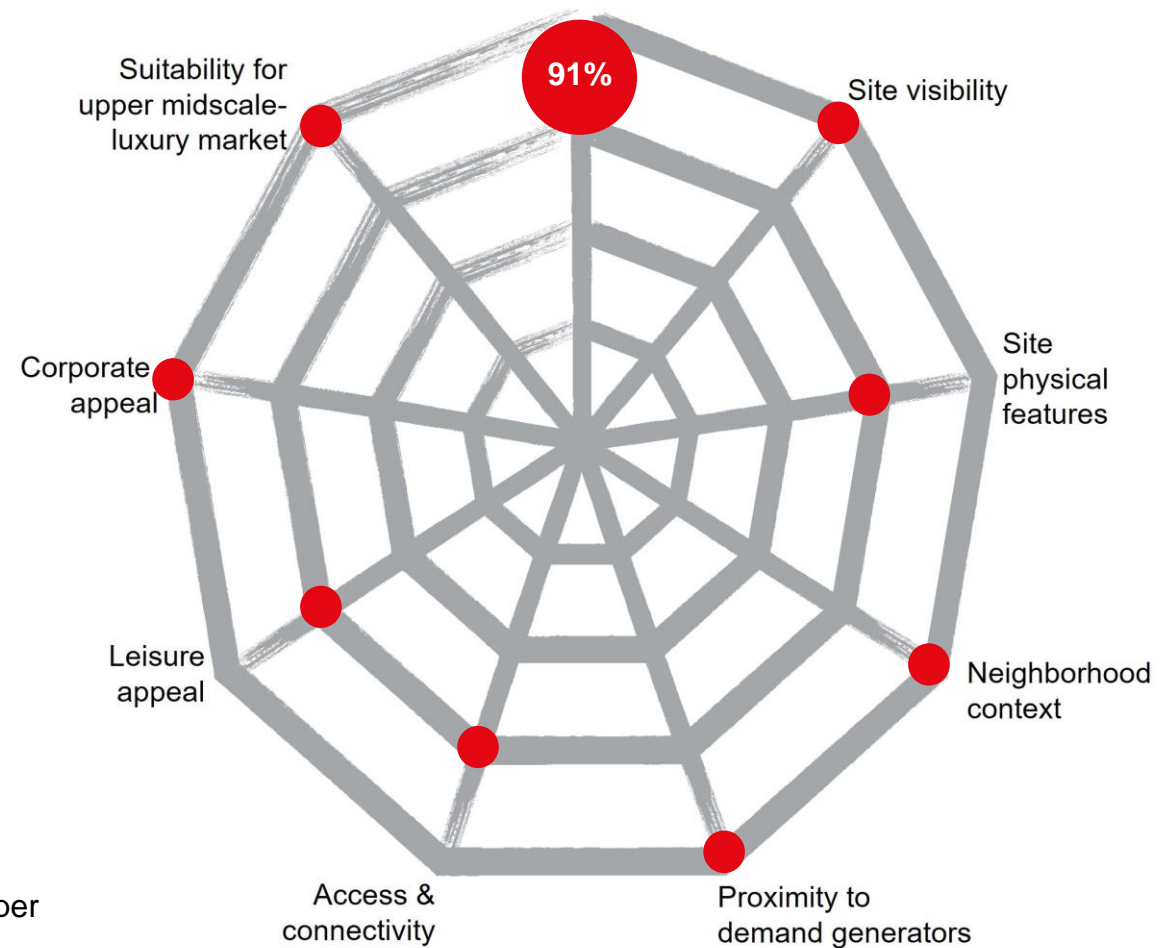 91%
Suitability for
upper midscale-
luxury market
Site visibility
Site
physical
features
Corporate
appeal
Leisure
appeal
Neighborhood
context
Access &
connectivity
Proximity to
demand generators